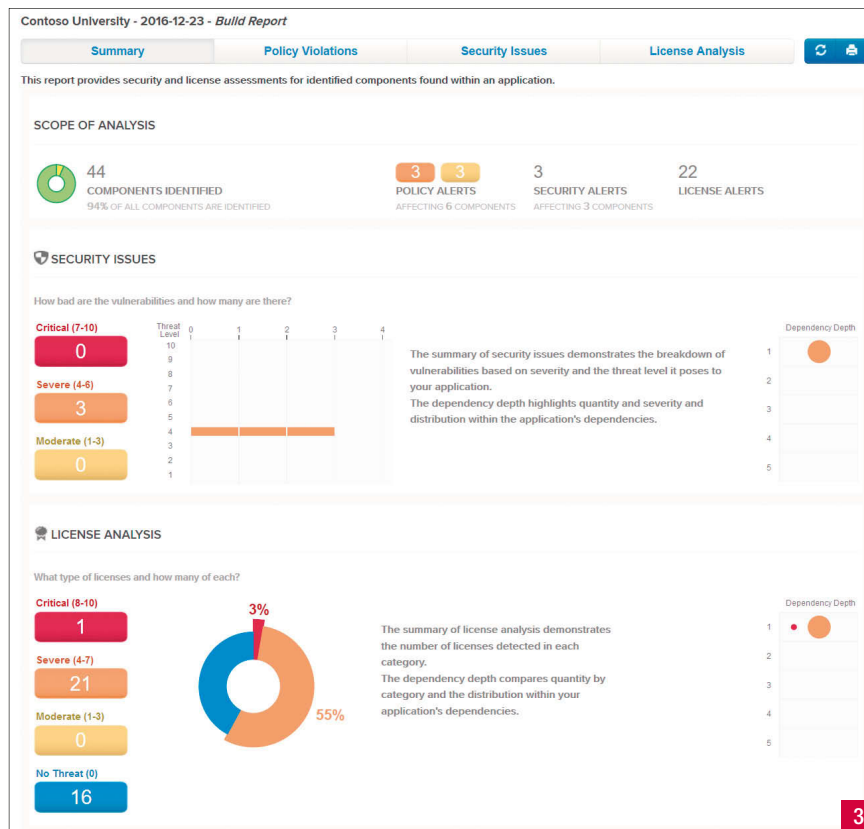 Contoso University - 2016-12-23 - Build Report
Summary Policy Violations Security Issues License Analysis
This report provides security and license assessments for identified components found within an application.
SCOPE OF ANALYSIS
44
COMPONENTS IDENTIFIED
94% OF ALL COMPONENTS ARE IDENTIFIED
3 3
POLICY ALERTS
AFFECTING 6 COMPONENTS
3
SECURITY ALERTS
AFFECTING 3 COMPONENTS
22
LICENSE ALERTS
SECURITY ISSUES
How bad are the vulnerabilities and how many are there?
Critical (7-10)
0
Severe (4-6)
3
Moderate (1-3)
0
Threat
Level
0 1 2 3 4
10
9
8
7
6
5
4
3
2
1
The summary of security issues demonstrates the breakdown of
vulnerabilities based on severity and the threat level it poses to
your application.
The dependency depth highlights quantity and severity and
distribution within the application's dependencies.
Dependency Depth
1
2
3
4
5
LICENSE ANALYSIS
What type of licenses and how many of each?
Critical (8-10)
1
Severe (4-7)
21
Moderate (1-3)
0
No Threat (0)
16
3%
55%
The summary of license analysis demonstrates
the number of licenses detected in each
category.
The dependency depth compares quantity by
category and the distribution within your
application's dependencies.
Dependency Depth
1
2
3
4
5
3